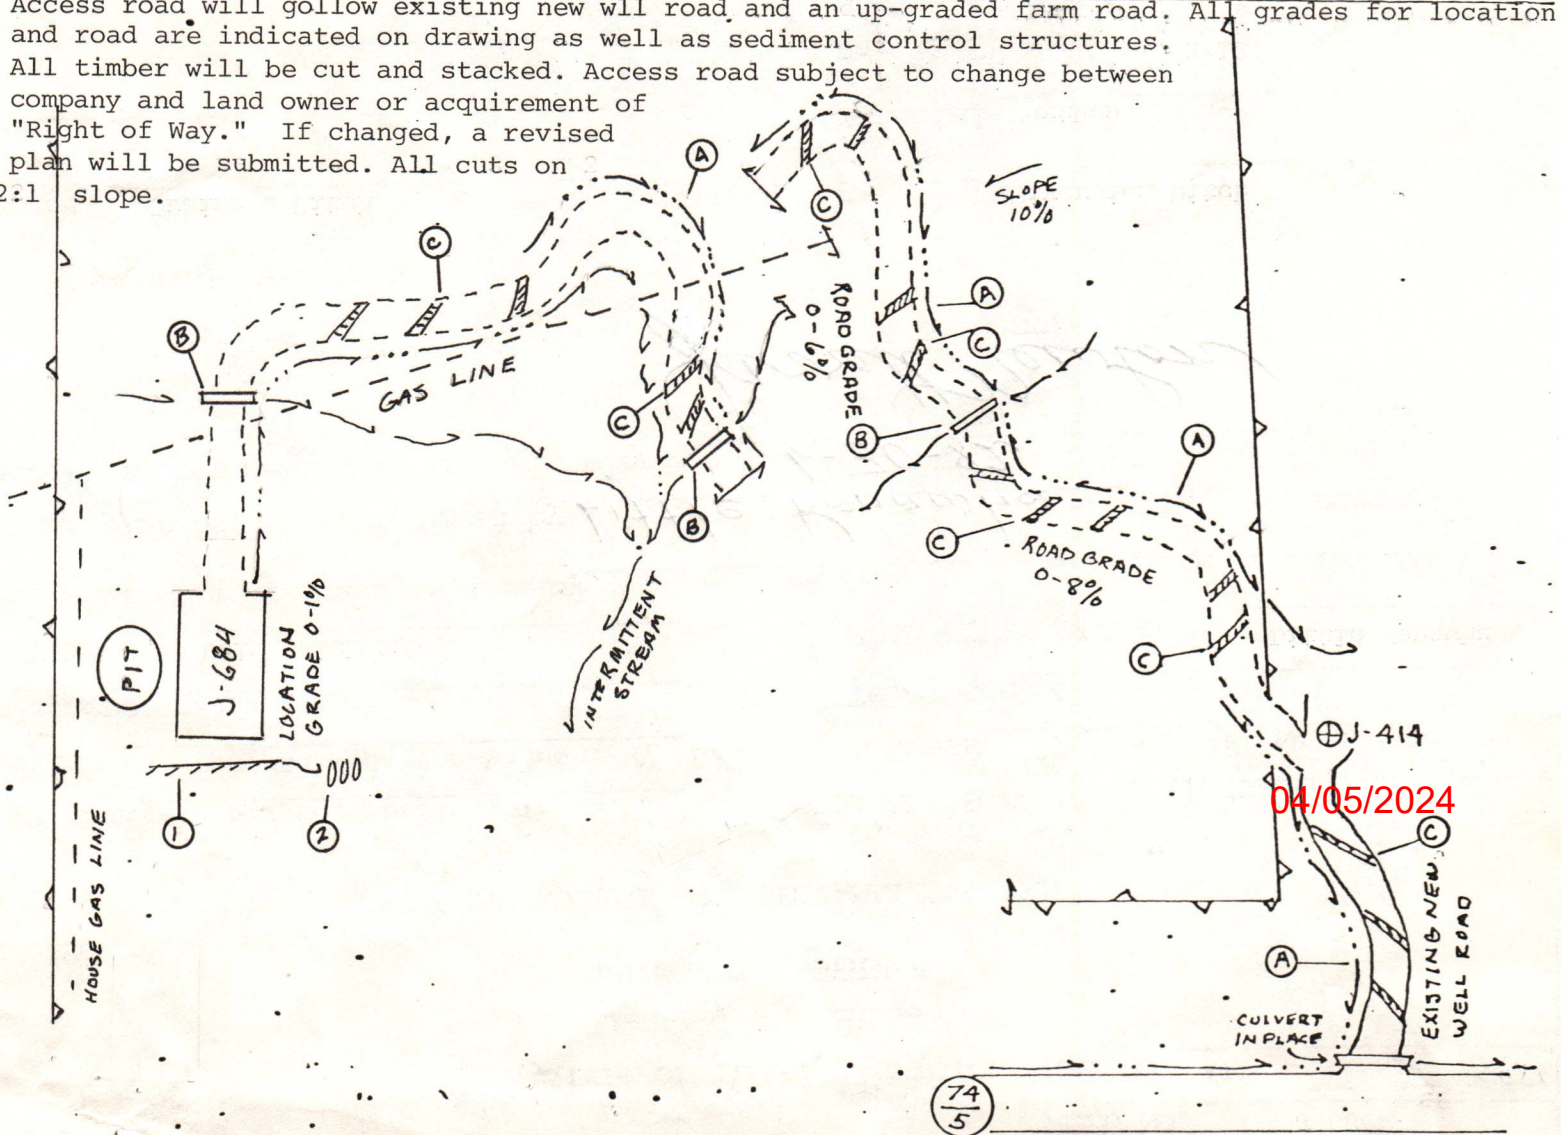 Access road will gollow existing new wll road and an up-graded farm road. All grades for location
and road are indicated on drawing as well as sediment control structures.
All timber will be cut and stacked. Access road subject to change between
company and land owner or acquirement of
"Right of Way." If changed, a revised
plan will be submitted. All cuts on
2:1 slope.
A
C
SLOPE
10%
C
B
A
C
ROAD GRADE
0-6%
GAS LINE
C
B
B
A
C
ROAD GRADE
0-8%
INTERMITTENT
STREAM
PIT
J-684
LOCATION
GRADE 0-1%
C
J-414
04/05/2024
1
2
C
HOUSE GAS LINE
A
EXISTING NEW
WELL ROAD
CULVERT
IN PLACE
74
5